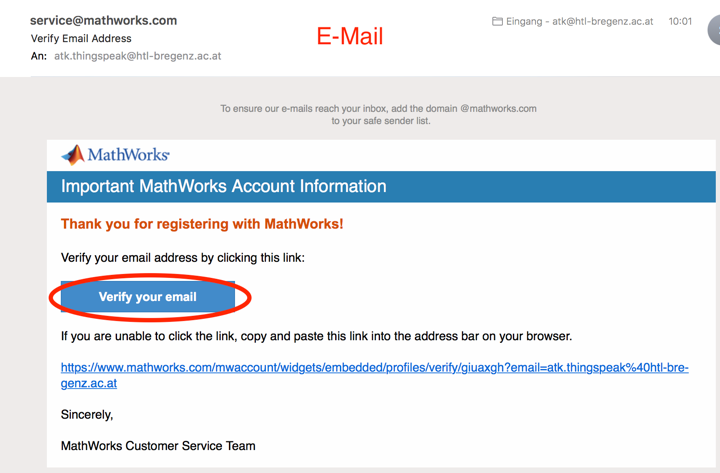 service@mathworks.com
Eingang - atk@htl-bregenz.ac.at 10:01
Verify Email Address
E-Mail
An: atk.thingspeak@htl-bregenz.ac.at
To ensure our e-mails reach your inbox, add the domain @mathworks.com
to your safe sender list.
MathWorks®
Important MathWorks Account Information
Thank you for registering with MathWorks!
Verify your email address by clicking this link:
Verify your email
If you are unable to click the link, copy and paste this link into the address bar on your browser.
https://www.mathworks.com/mwaccount/widgets/embedded/profiles/verify/giuaxgh?email=atk.thingspeak%40htl-bre-
genz.ac.at
Sincerely,
MathWorks Customer Service Team